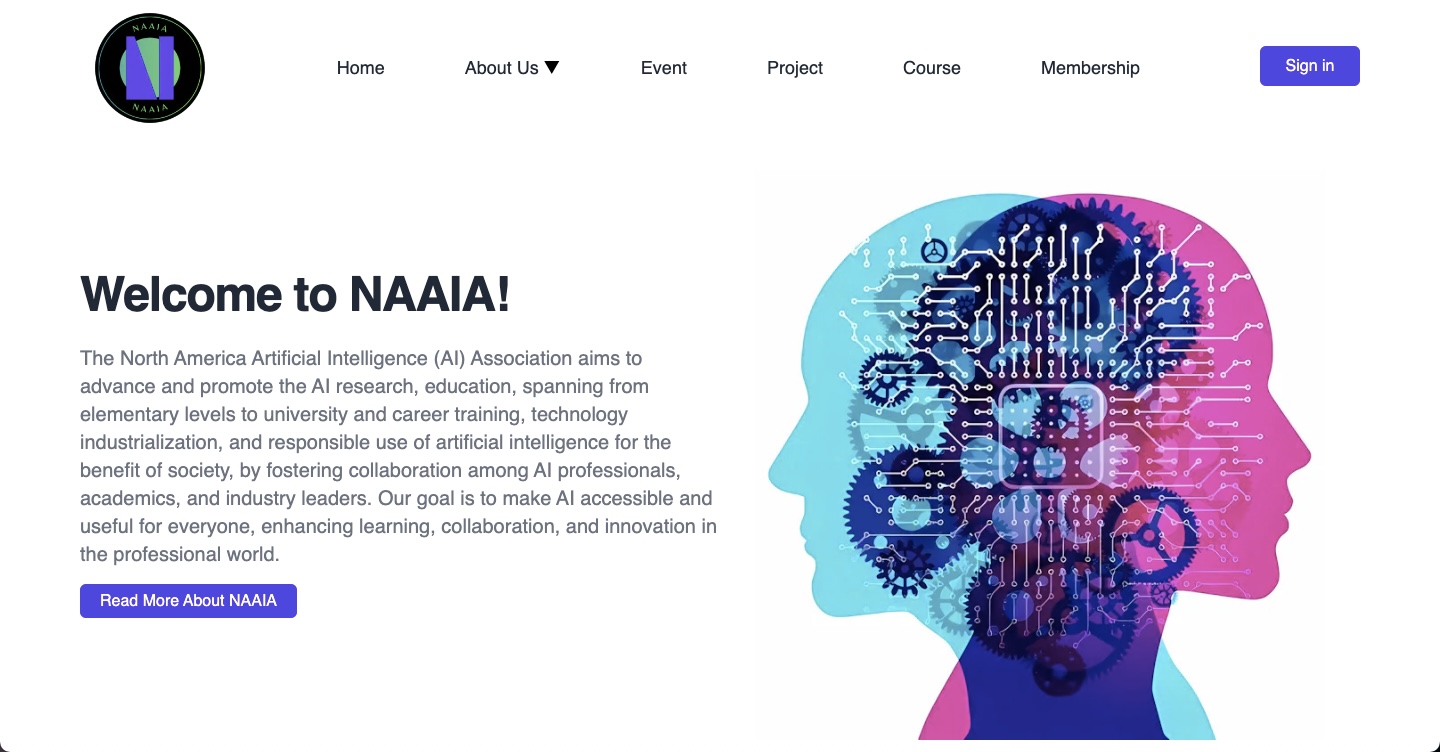 NAAIA
NAAIA
Home
About Us ▼
Event
Project
Course
Membership
Sign in
Welcome to NAAIA!
The North America Artificial Intelligence (AI) Association aims to
advance and promote the AI research, education, spanning from
elementary levels to university and career training, technology
industrialization, and responsible use of artificial intelligence for the
benefit of society, by fostering collaboration among AI professionals,
academics, and industry leaders. Our goal is to make AI accessible and
useful for everyone, enhancing learning, collaboration, and innovation in
the professional world.
Read More About NAAIA